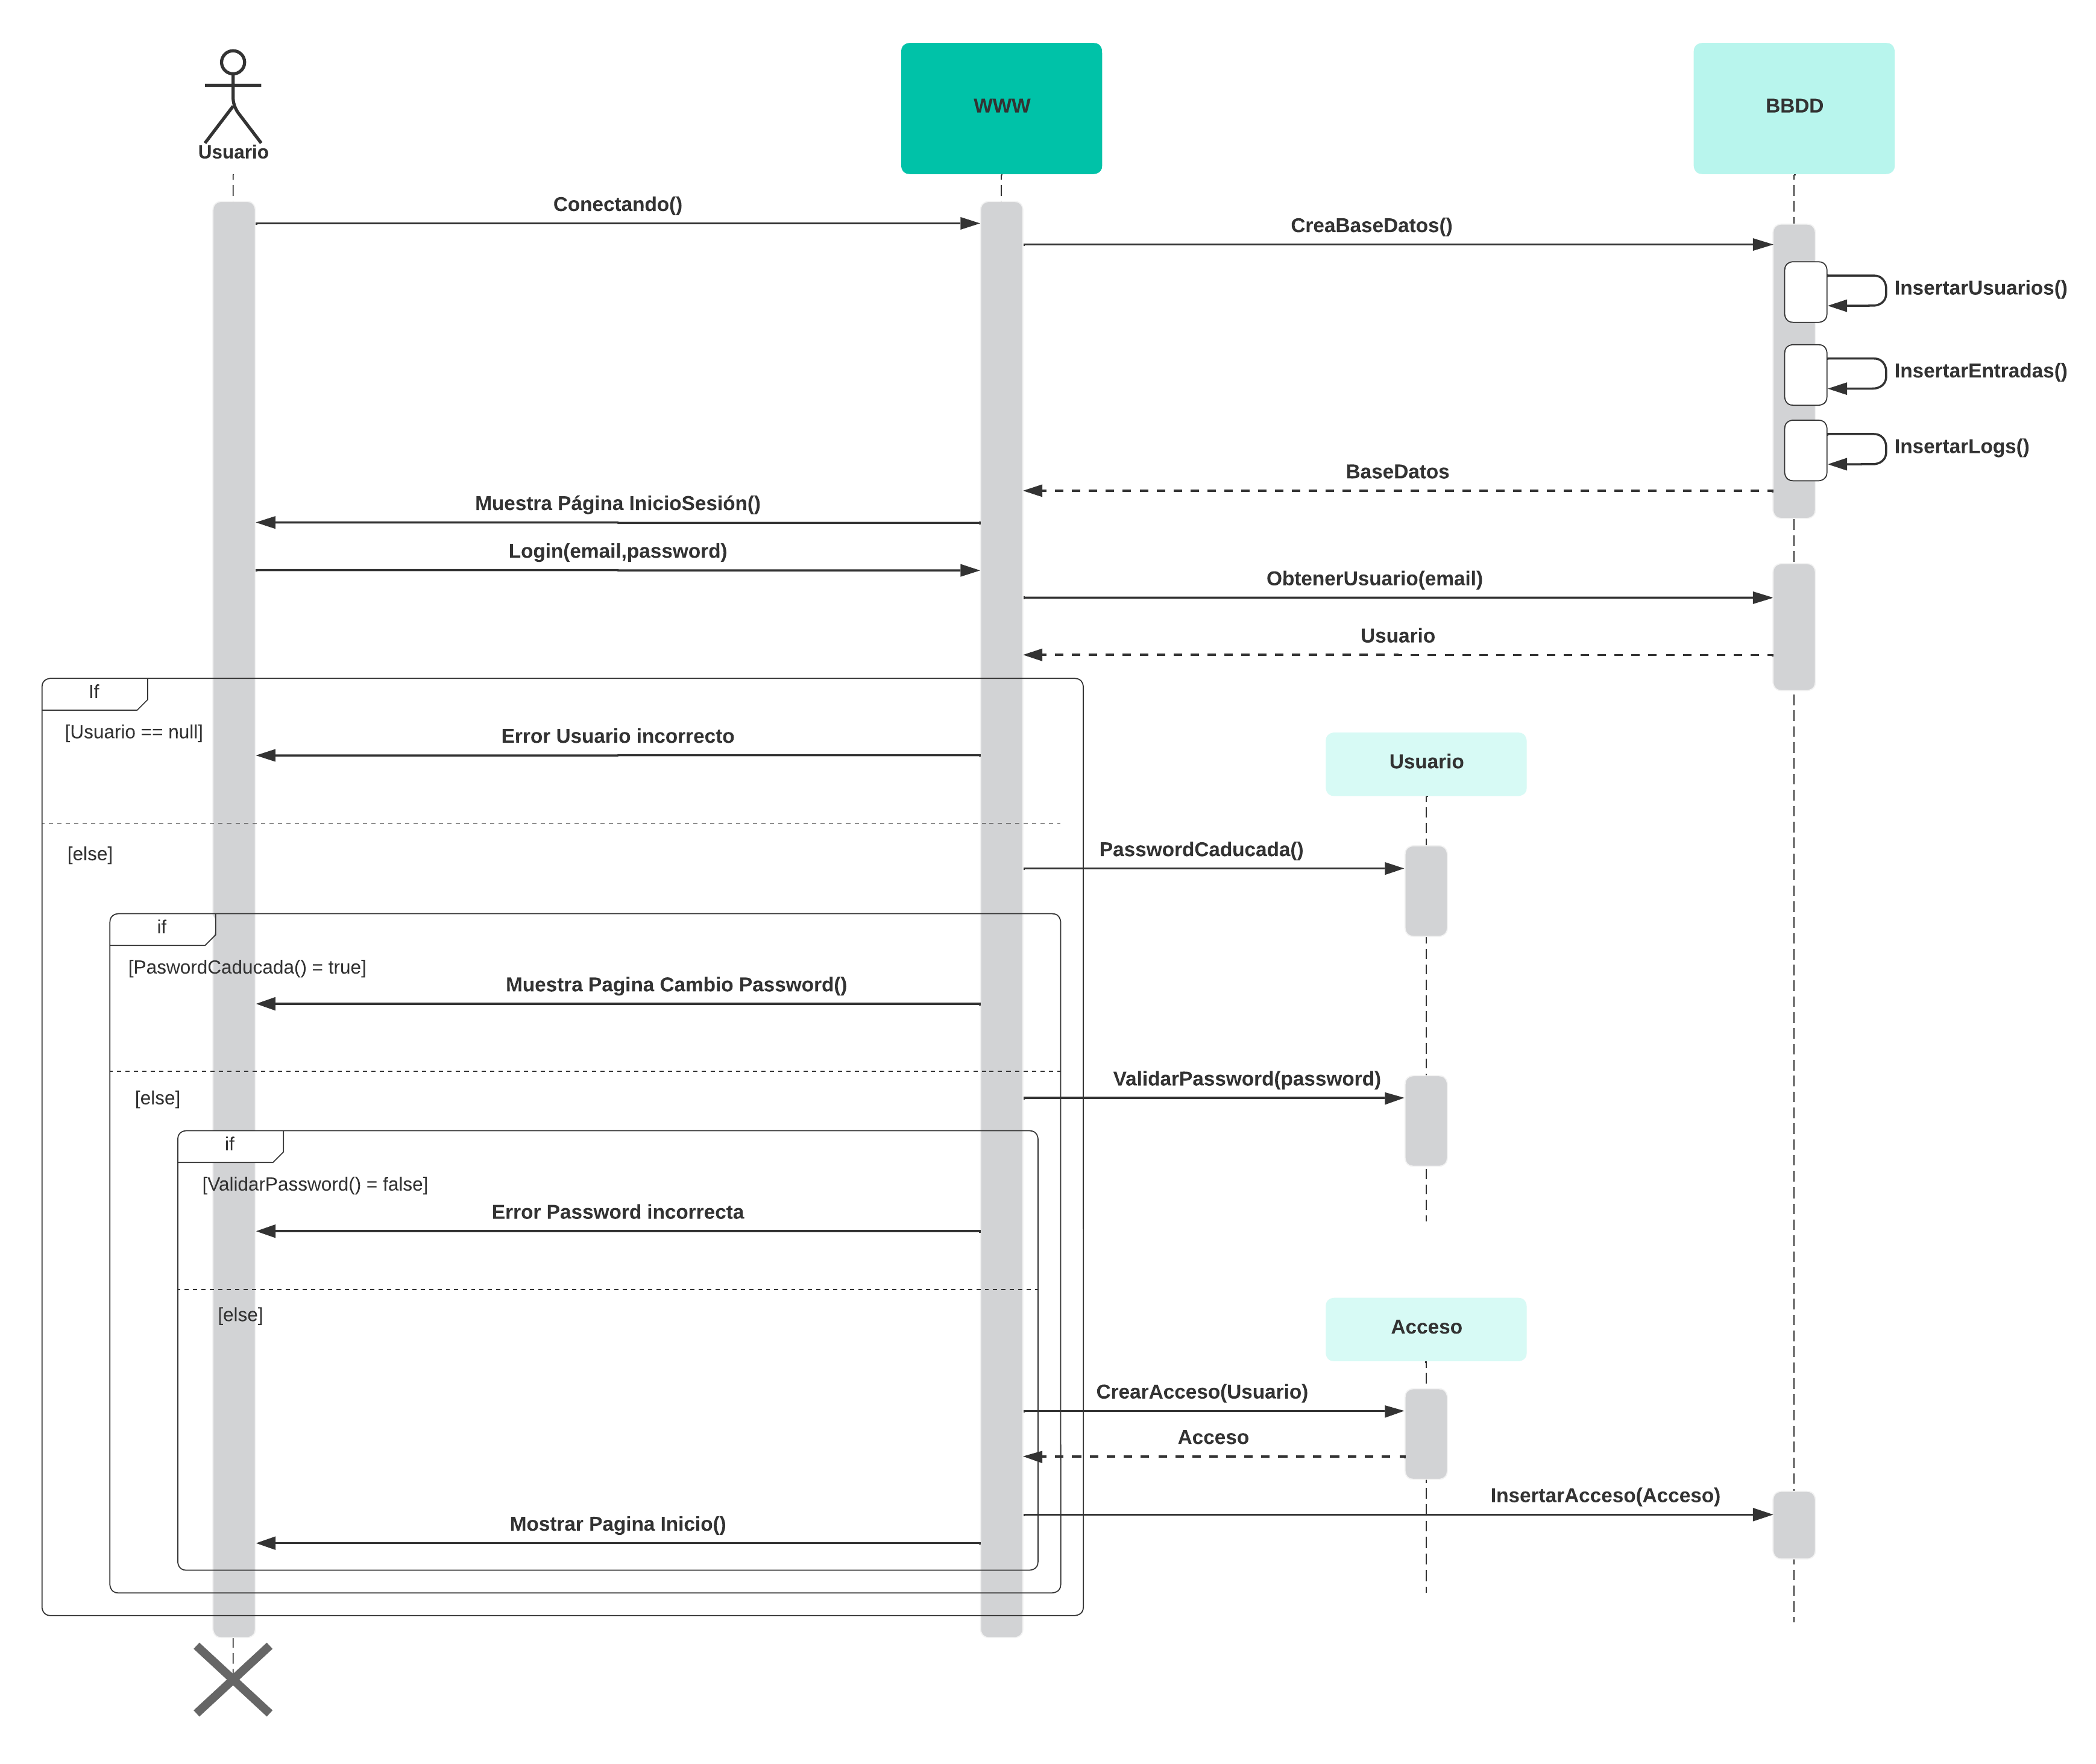 Usuario
WWW
BBDD
Conectando()
CreaBaseDatos()
InsertarUsuarios()
InsertarEntradas()
InsertarLogs()
BaseDatos
Muestra Página InicioSesión()
Login(email,password)
ObtenerUsuario(email)
Usuario
If
[Usuario == null]
Error Usuario incorrecto
Usuario
[else]
PasswordCaducada()
if
[PaswordCaducada() = true]
Muestra Pagina Cambio Password()
ValidarPassword(password)
[else]
if
[ValidarPassword() = false]
Error Password incorrecta
[else]
Acceso
CrearAcceso(Usuario)
Acceso
InsertarAcceso(Acceso)
Mostrar Pagina Inicio()